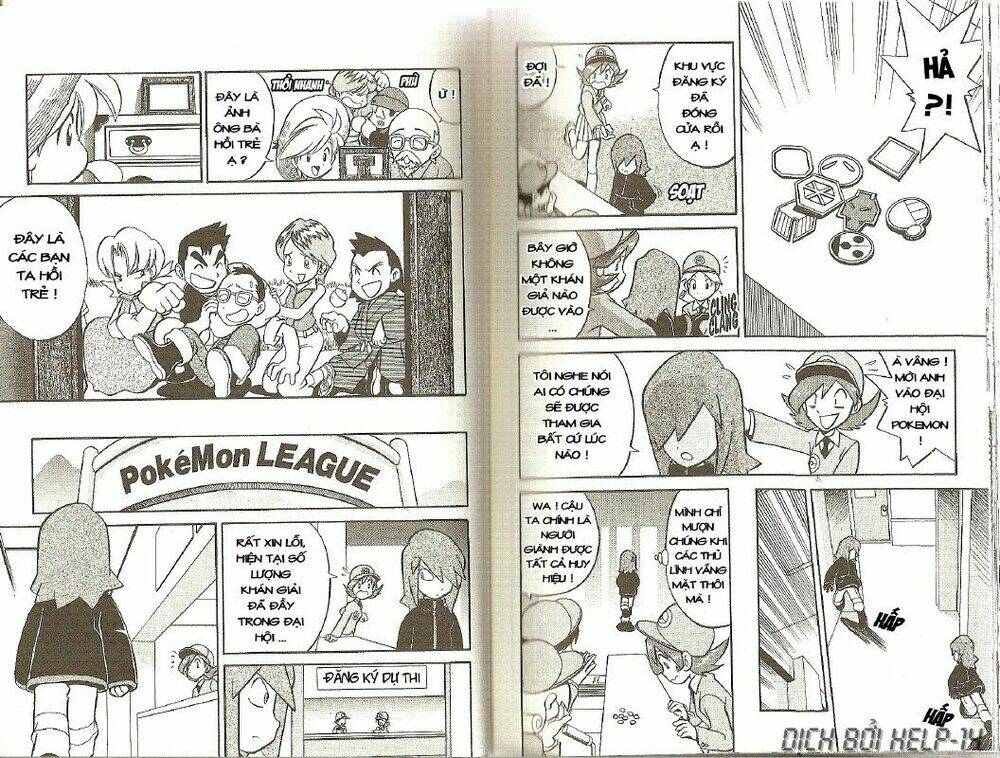 THỔI NHANH
PHÙ
ĐÂY LÀ
ẢNH
ÔNG BÀ
HỒI TRẺ
Ạ ?
Ừ !
ĐÂY LÀ
CÁC BẠN
TA HỒI
TRẺ !
PokéMon LEAGUE
RẤT XIN LỖI,
HIỆN TẠI SỐ
LƯỢNG
KHÁN GIẢI
ĐÃ ĐẦY
TRONG ĐẠI
HỘI ...
ĐĂNG KÝ DỰ THI
ĐỢI
ĐÃ !
KHU VỰC
ĐĂNG KÝ
ĐÃ
ĐÓNG
CỬA RỒI
Ạ !
SOẠT
BÂY GIỜ
KHÔNG
MỘT KHÁN
GIẢ NÀO
ĐƯỢC VÀO
...
CLING
CLANG
HẢ
?!
TÔI NGHE NÓI
AI CÓ CHÚNG
SẼ ĐƯỢC
THAM GIA
BẤT CỨ LÚC
NÀO !
À VÂNG !
MỜI ANH
VÀO ĐẠI
HỘI
POKEMON !
WA ! CẬU
TA CHÍNH LÀ
NGƯỜI
GIÀNH ĐƯỢC
TẤT CẢ HUY
HIỆU !
MÌNH CHỈ
MƯỢN
CHÚNG KHI
CÁC THỦ
LĨNH VẮNG
MẶT THÔI
MÀ !
HẤP
HẤP
DỊCH BỞI HELP-14